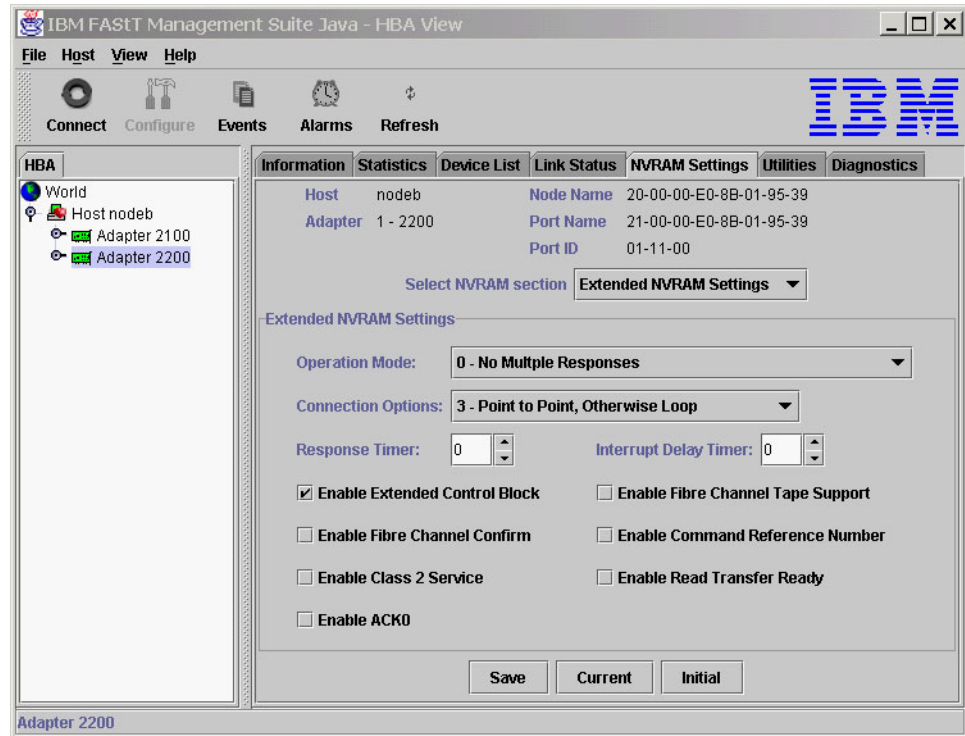 IBM FAStT Management Suite Java - HBA View
File Host View Help
Connect Configure Events Alarms Refresh
IBM
HBA
World
Host nodeb
Adapter 2100
Adapter 2200
Information Statistics Device List Link Status NVRAM Settings Utilities Diagnostics
Host nodeb Node Name 20-00-00-E0-8B-01-95-39
Adapter 1 - 2200 Port Name 21-00-00-E0-8B-01-95-39
Port ID 01-11-00
Select NVRAM section Extended NVRAM Settings
Extended NVRAM Settings
Operation Mode: 0 - No Multple Responses
Connection Options: 3 - Point to Point, Otherwise Loop
Response Timer: 0 Interrupt Delay Timer: 0
Enable Extended Control Block Enable Fibre Channel Tape Support
Enable Fibre Channel Confirm Enable Command Reference Number
Enable Class 2 Service Enable Read Transfer Ready
Enable ACK0
Save Current Initial
Adapter 2200